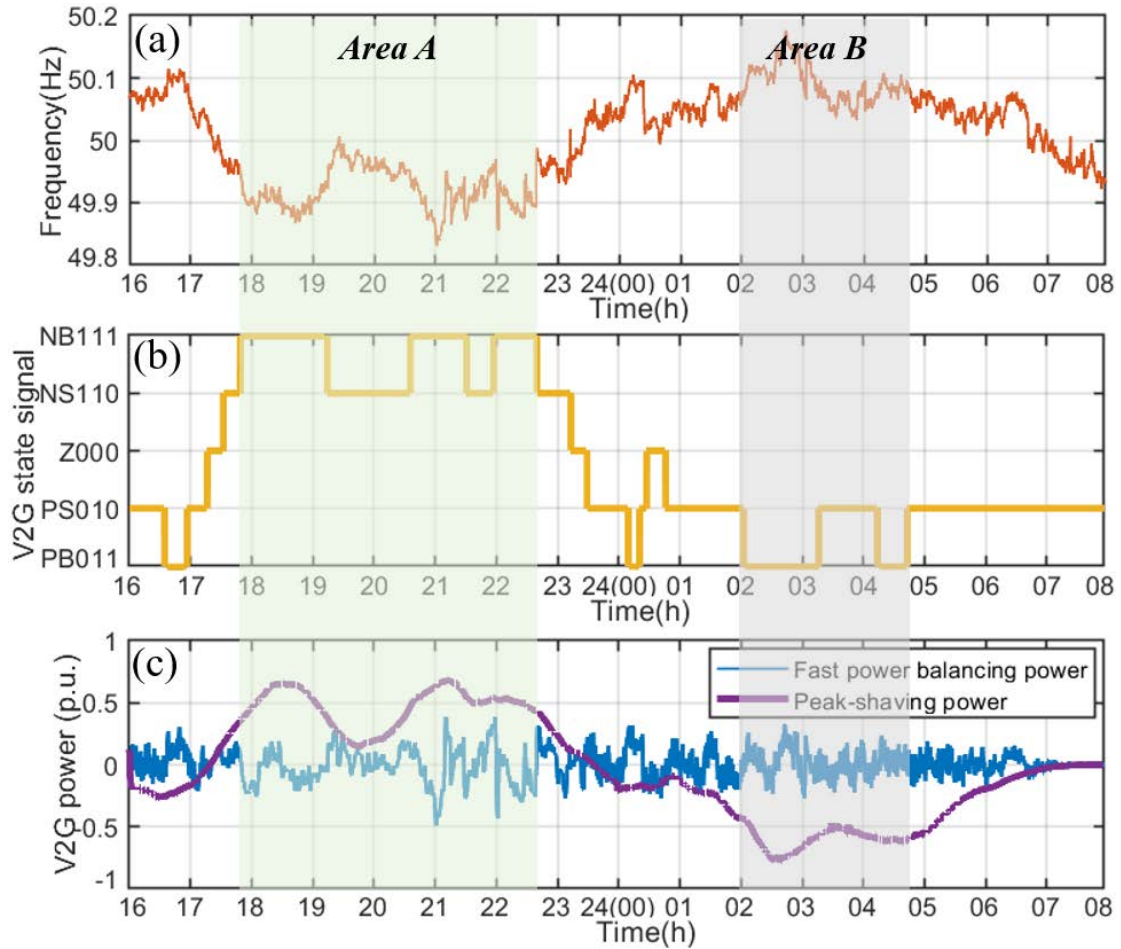 (a)
Area A
Area B
Frequency(Hz)
50.2
50.1
50
49.9
49.8
16 17 18 19 20 21 22 23 24(00) 01 02 03 04 05 06 07 08
Time(h)
(b)
V2G state signal
NB111
NS110
Z000
PS010
PB011
16 17 18 19 20 21 22 23 24(00) 01 02 03 04 05 06 07 08
Time(h)
(c)
V2G power (p.u.)
1
0.5
0
-0.5
-1
Fast power balancing power
Peak-shaving power
16 17 18 19 20 21 22 23 24(00) 01 02 03 04 05 06 07 08
Time(h)